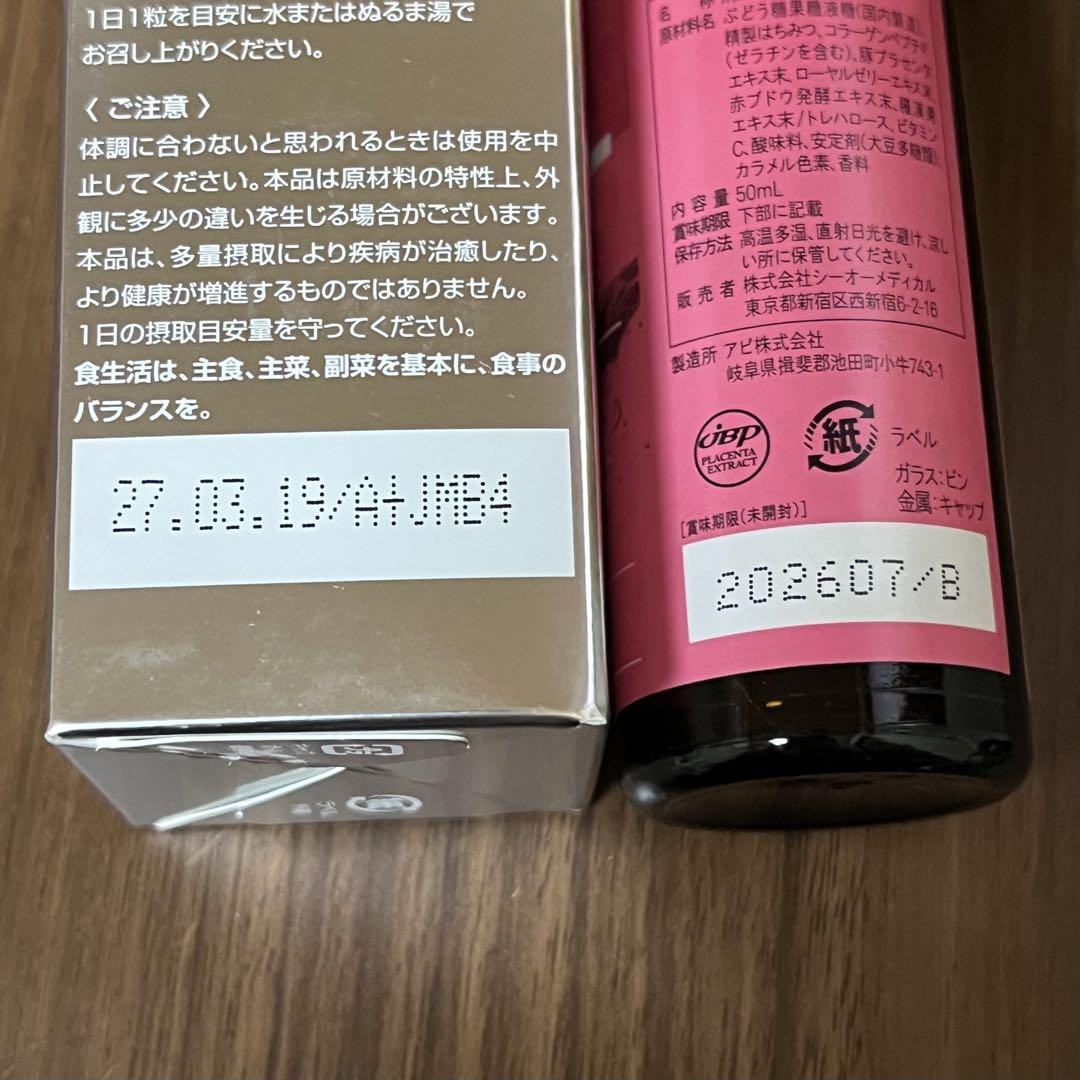 1日1粒を目安に水またはぬるま湯で
お召し上がりください。
〈 ご注意 〉
体調に合わないと思われるときは使用を中
止してください。本品は原材料の特性上、外
観に多少の違いを生じる場合がございます。
本品は、多量摂取により疾病が治癒したり、
より健康が増進するものではありません。
1日の摂取目安量を守ってください。
食生活は、主食、主菜、副菜を基本に、食事の
バランスを。
27.03.19/A+JMB4
紙
名 称
原材料名 ぶどう糖果糖液糖(国内製造)、
精製はちみつ、コラーゲンペプチド
(ゼラチンを含む)、豚プラセンタ
エキス末、ローヤルゼリーエキス末、
赤ブドウ発酵エキス末、
エキス末/トレハロース、ビタミン
C、酸味料、安定剤(大豆多糖類)、
カラメル色素、香料
内 容 量 50mL
賞味期限 下部に記載
保存方法 高温多湿、直射日光を避け、涼し
い所に保管してください。
販 売 者 株式会社シーオーメディカル
東京都新宿区西新宿6-2-16
製造所 アピ株式会社
岐阜県揖斐郡池田町小牛743-1
JBP
PLACENTA
EXTRACT
紙 ラベル
ガラス:ビン
金属:キャップ
[賞味期限(未開封)]
202607/B